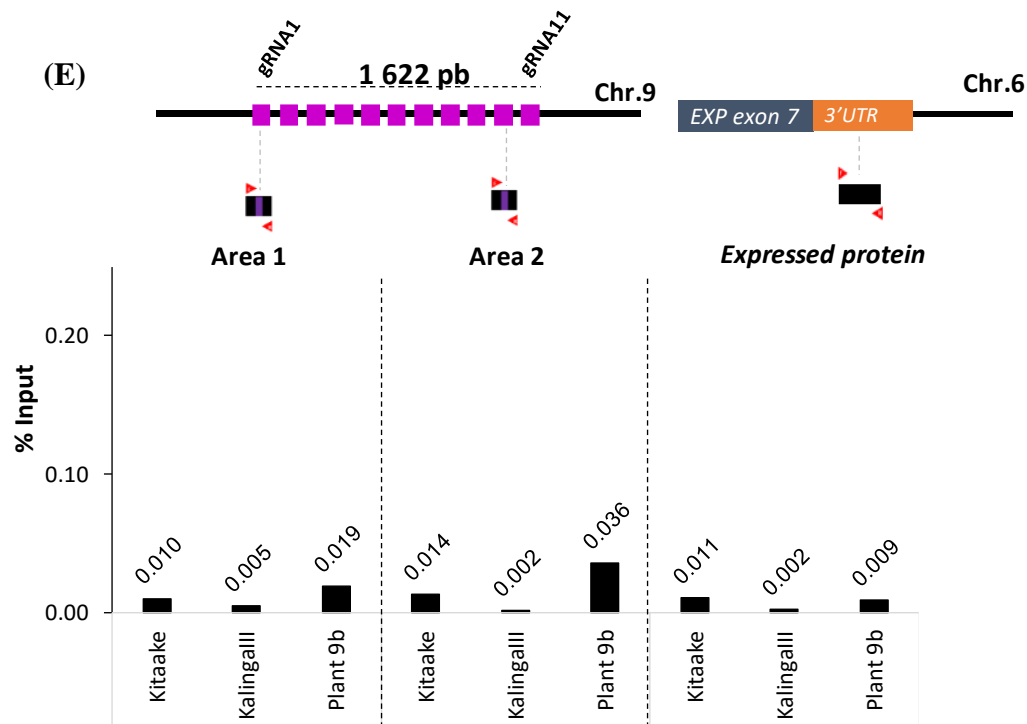 (E)
gRNA1
gRNA11
1 622 pb
Chr.9
Chr.6
EXP exon 7
3'UTR
Area 1
Area 2
Expressed protein
% Input
0.20
0.10
0.00
0.010
0.005
0.019
0.014
0.002
0.036
0.011
0.002
0.009
Kitaake
KalingaIII
Plant 9b
Kitaake
KalingaIII
Plant 9b
Kitaake
KalingaIII
Plant 9b